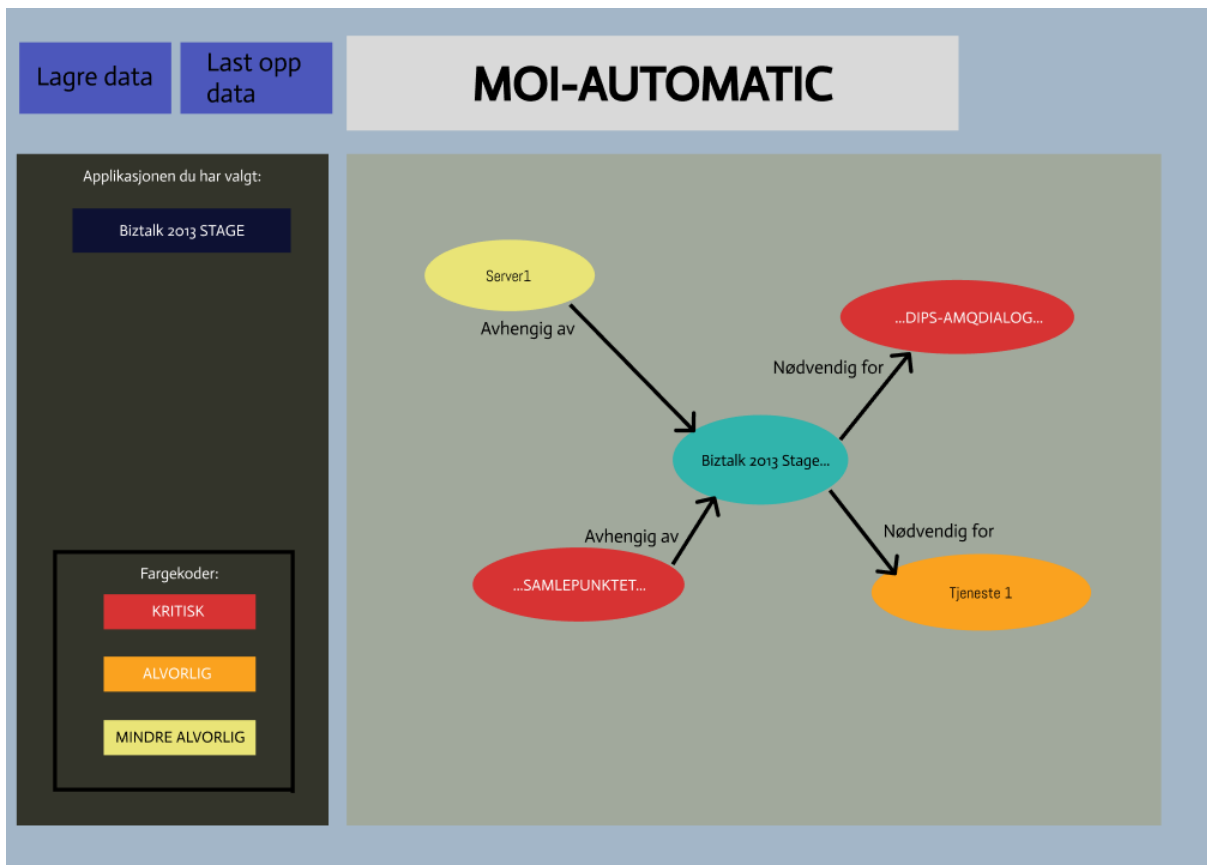 Lagre data
Last opp
data
MOI-AUTOMATIC
Applikasjonen du har valgt:
Biztalk 2013 STAGE
Server1
Avhengig av
...DIPS-AMQDIALOG...
Nødvendig for
Biztalk 2013 Stage...
Avhengig av
Nødvendig for
...SAMLEPUNKTET...
Tjeneste 1
Fargekoder:
KRITISK
ALVORLIG
MINDRE ALVORLIG